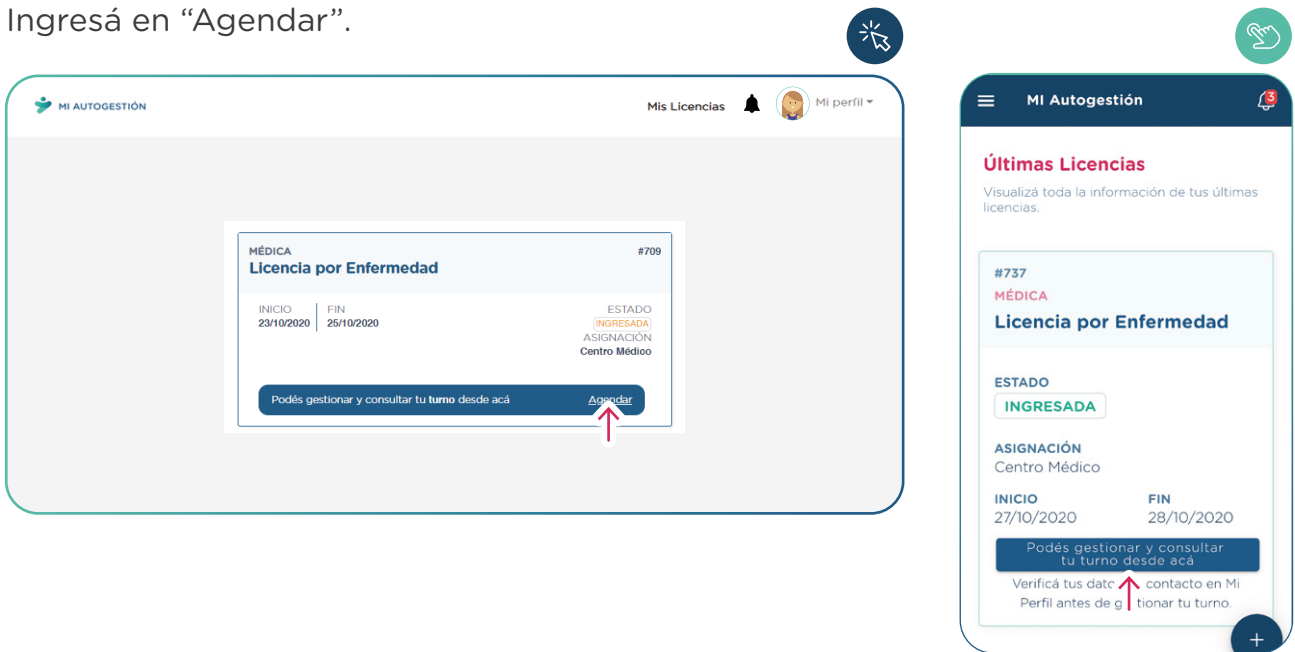 Ingresá en “Agendar”.
MI AUTOGESTIÓN
Mis Licencias
Mi perfil
MÉDICA
#709
Licencia por Enfermedad
INICIO
FIN
23/10/2020
25/10/2020
ESTADO
INGRESADA
ASIGNACIÓN
Centro Médico
Podés gestionar y consultar tu turno desde acá
Agendar
MI Autogestión
3
Últimas Licencias
Visualizá toda la información de tus últimas
licencias.
#737
MÉDICA
Licencia por Enfermedad
ESTADO
INGRESADA
ASIGNACIÓN
Centro Médico
INICIO
FIN
27/10/2020
28/10/2020
Podés gestionar y consultar
tu turno desde acá
Verificá tus contacto en Mi
Perfil antes de tu turno.